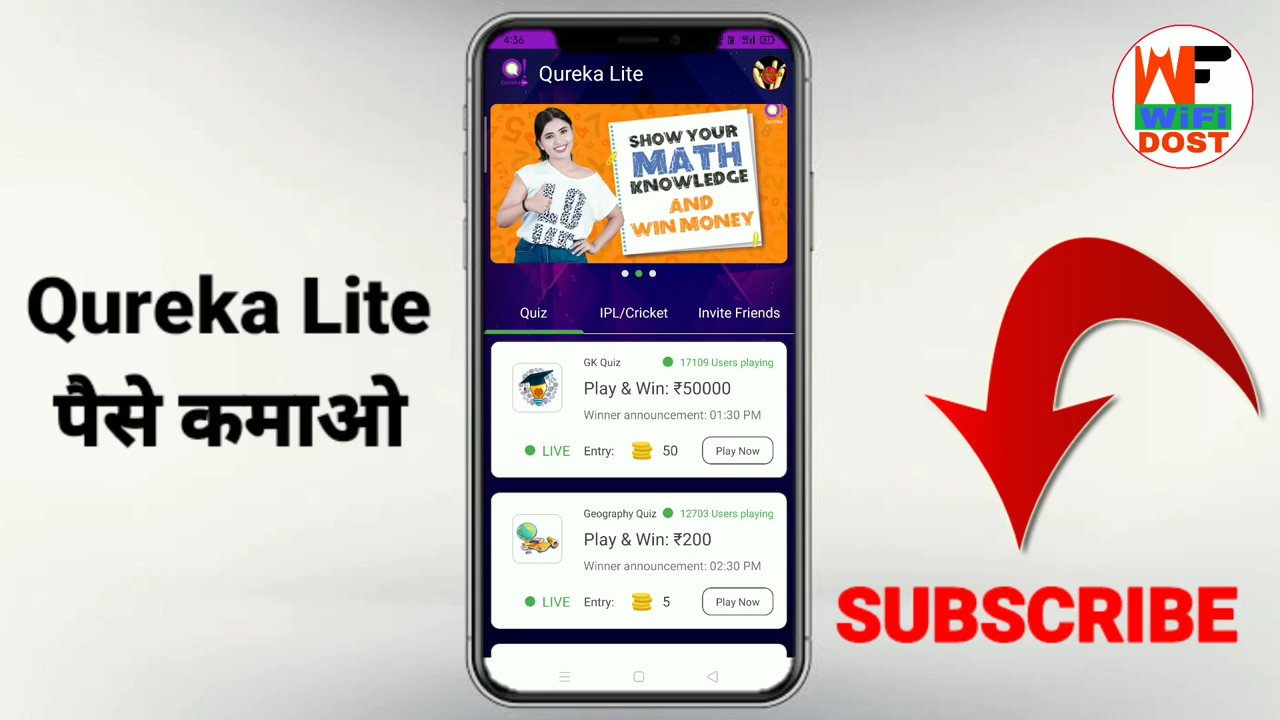 Qureka Lite
पैसे कमाओ
4:36
Qureka Lite
SHOW YOUR
MATH
KNOWLEDGE
AND
WIN MONEY
Qureka
Quiz
IPL/Cricket
Invite Friends
GK Quiz
17109 Users playing
Play & Win: ₹50000
Winner announcement: 01:30 PM
LIVE
Entry:
50
Play Now
Geography Quiz
12703 Users playing
Play & Win: ₹200
Winner announcement: 02:30 PM
LIVE
Entry:
5
Play Now
WF
WiFi
DOST
SUBSCRIBE